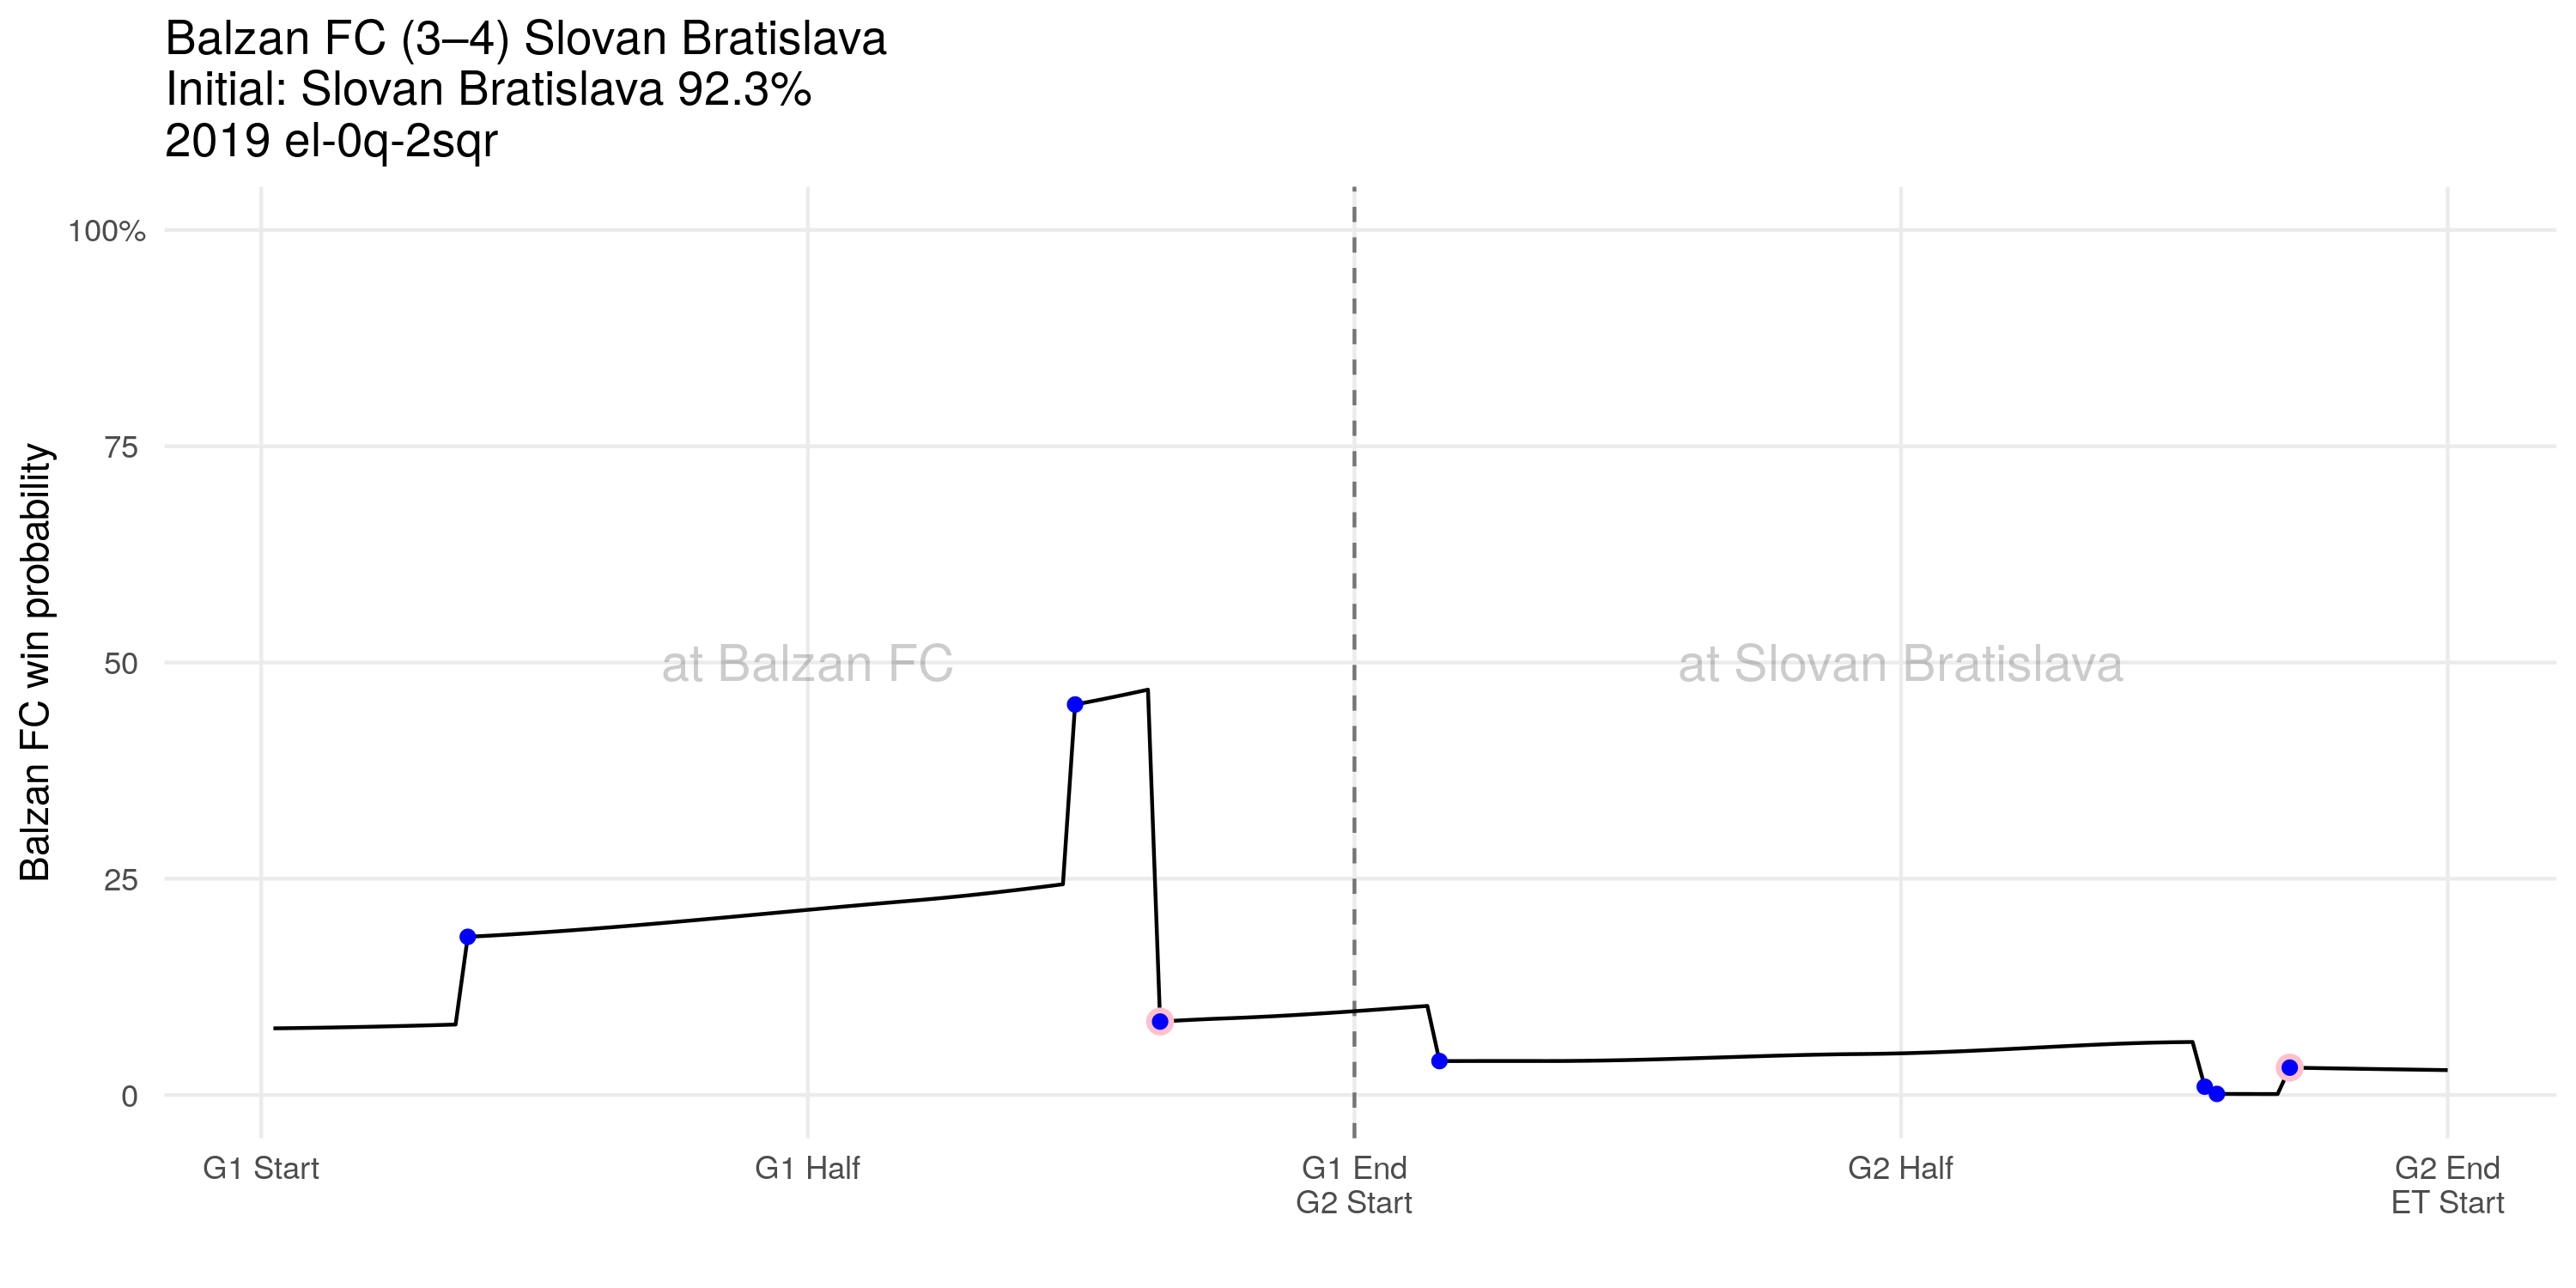 Balzan FC (3–4) Slovan Bratislava
Initial: Slovan Bratislava 92.3%
2019 el-0q-2sqr
Balzan FC win probability
100%
75
50
25
0
at Balzan FC
at Slovan Bratislava
G1 Start
G1 Half
G1 End
G2 Start
G2 Half
G2 End
ET Start